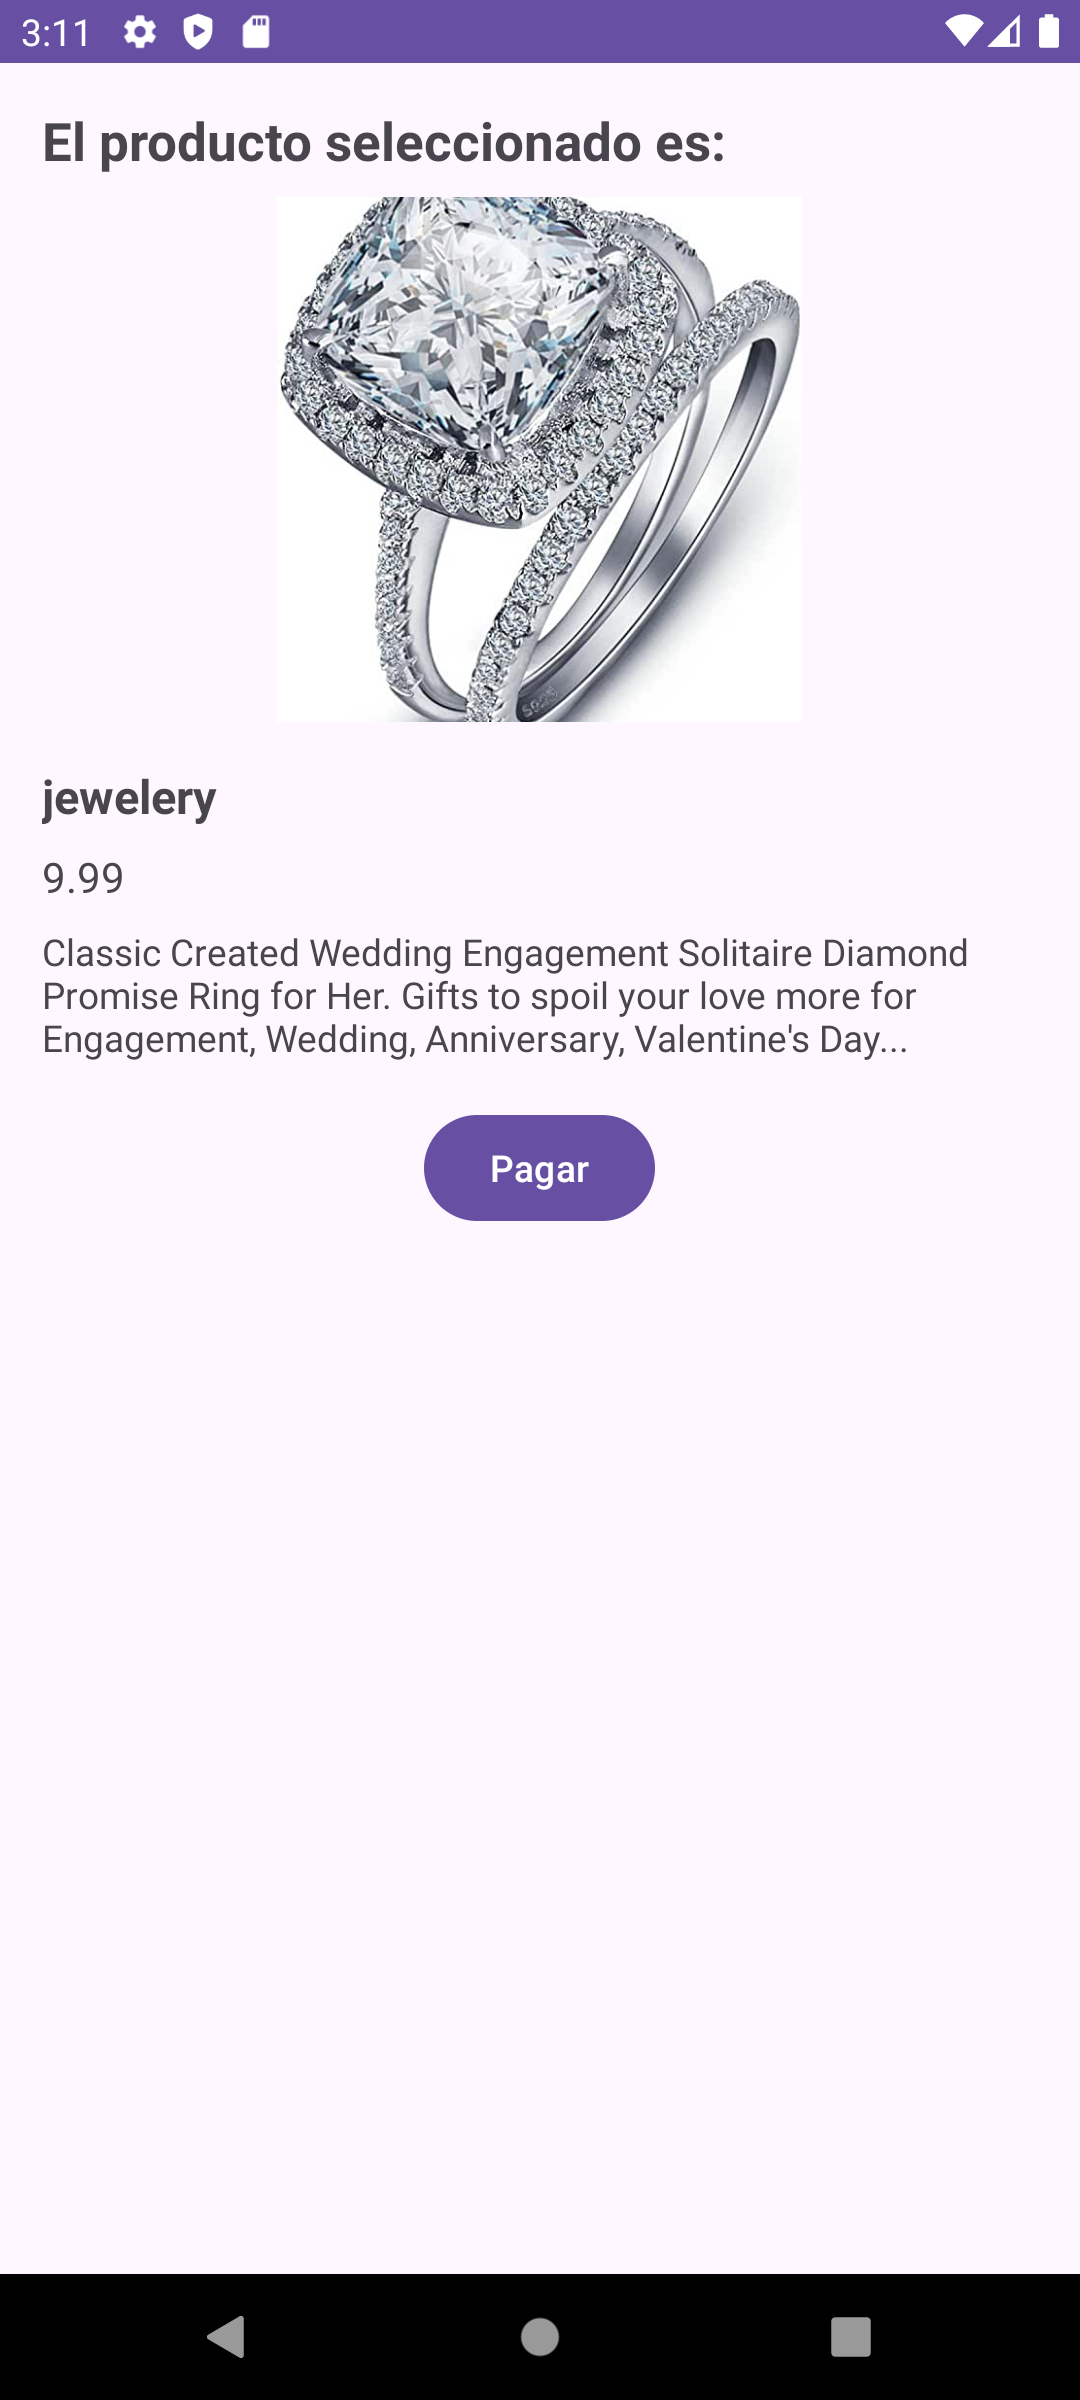 3:11
El producto seleccionado es:
S925
jewelery
9.99
Classic Created Wedding Engagement Solitaire Diamond
Promise Ring for Her. Gifts to spoil your love more for
Engagement, Wedding, Anniversary, Valentine's Day...
Pagar